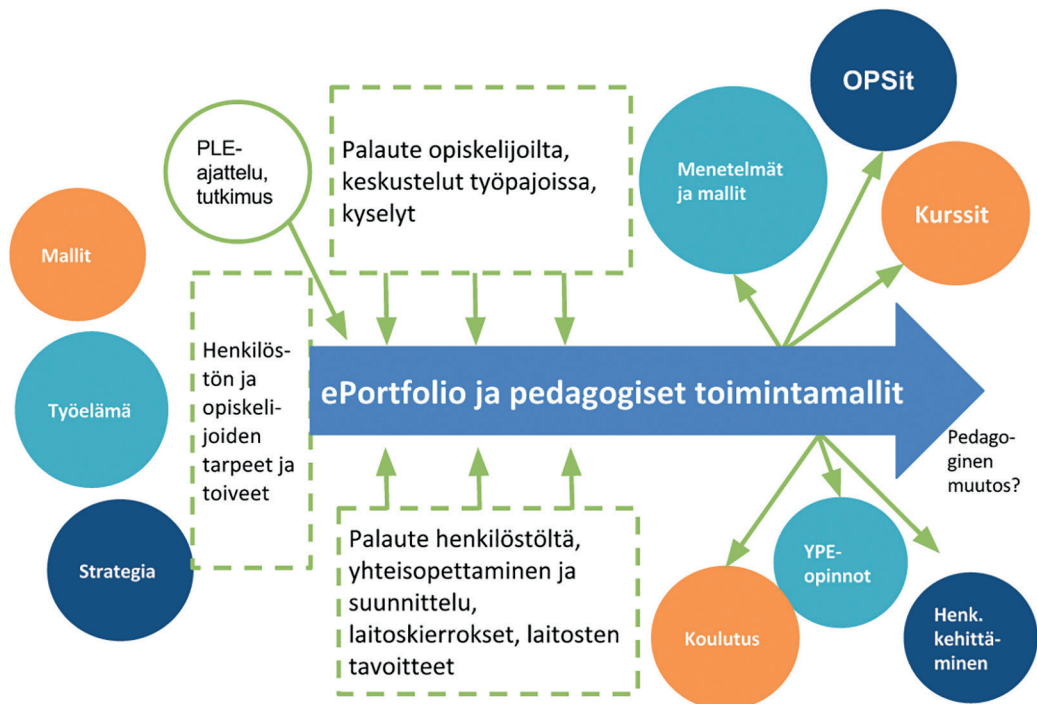 PLE-
ajattelu,
tutkimus
Palaute opiskelijoilta,
keskustelut työpajoissa,
kyselyt
Menetelmät
ja mallit
OPSit
Kurssit
Mallit
Työelämä
Strategia
Henkilös-
tön ja
opiskeli-
joiden
tarpeet ja
toiveet
ePortfolio ja pedagogiset toimintamallit
Pedago-
ginen
muutos?
Palaute henkilöstöltä,
yhteisopettaminen ja
suunnittelu,
laitoskierrokset, laitosten
tavoitteet
Koulutus
YPE-
opinnot
Henk.
kehittä-
minen